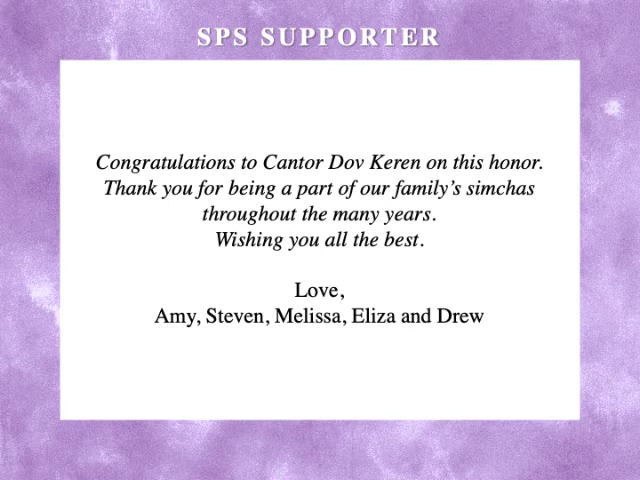 SPS SUPPORTER
Congratulations to Cantor Dov Keren on this honor.
Thank you for being a part of our family’s simchas
throughout the many years.
Wishing you all the best.
Love,
Amy, Steven, Melissa, Eliza and Drew